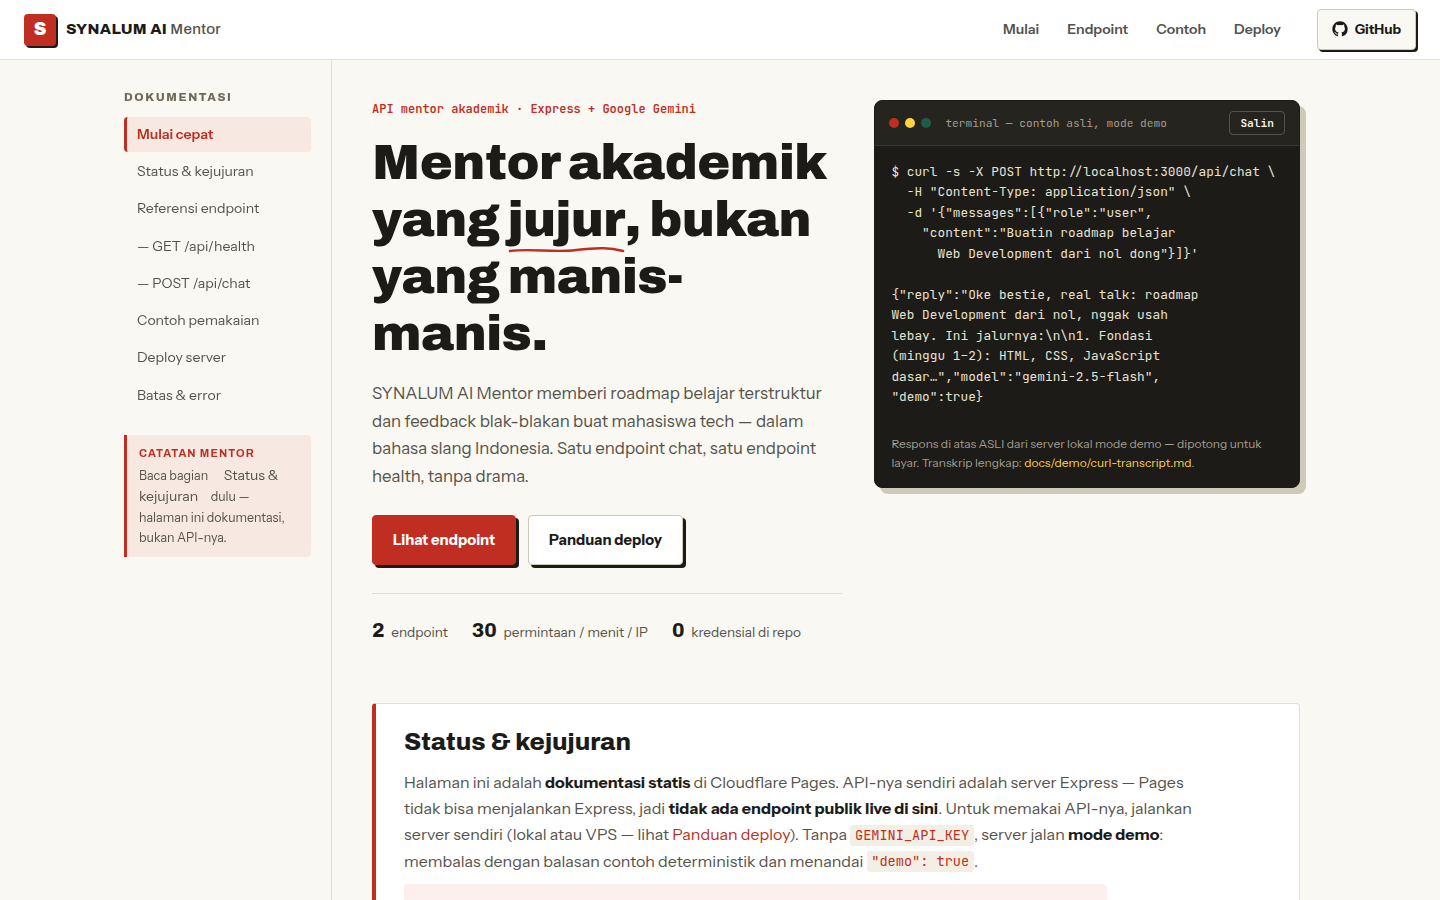 S SYNALUM AI Mentor
Mulai Endpoint Contoh Deploy GitHub
DOKUMENTASI
Mulai cepat
Status & kejujuran
Referensi endpoint
— GET /api/health
— POST /api/chat
Contoh pemakaian
Deploy server
Batas & error
CATATAN MENTOR
Baca bagian Status &
kejujuran dulu —
halaman ini dokumentasi,
bukan API-nya.
API mentor akademik · Express + Google Gemini
Mentor akademik
yang jujur, bukan
yang manis-
manis.
SYNALUM AI Mentor memberi roadmap belajar terstruktur
dan feedback blak-blakan buat mahasiswa tech — dalam
bahasa slang Indonesia. Satu endpoint chat, satu endpoint
health, tanpa drama.
Lihat endpoint Panduan deploy
2 endpoint 30 permintaan / menit / IP 0 kredensial di repo
terminal — contoh asli, mode demo Salin
$ curl -s -X POST http://localhost:3000/api/chat \
-H "Content-Type: application/json" \
-d '{"messages":[{"role":"user",
"content":"Buatin roadmap belajar
Web Development dari nol dong"}]}'
{"reply":"Oke bestie, real talk: roadmap
Web Development dari nol, nggak usah
lebay. Ini jalurnya:\n\n1. Fondasi
(minggu 1–2): HTML, CSS, JavaScript
dasar…","model":"gemini-2.5-flash",
"demo":true}
Respons di atas ASLI dari server lokal mode demo — dipotong untuk
layar. Transkrip lengkap: docs/demo/curl-transcript.md.
Status & kejujuran
Halaman ini adalah dokumentasi statis di Cloudflare Pages. API-nya sendiri adalah server Express — Pages
tidak bisa menjalankan Express, jadi tidak ada endpoint publik live di sini. Untuk memakai API-nya, jalankan
server sendiri (lokal atau VPS — lihat Panduan deploy). Tanpa GEMINI_API_KEY, server jalan mode demo:
membalas dengan balasan contoh deterministik dan menandai "demo": true.